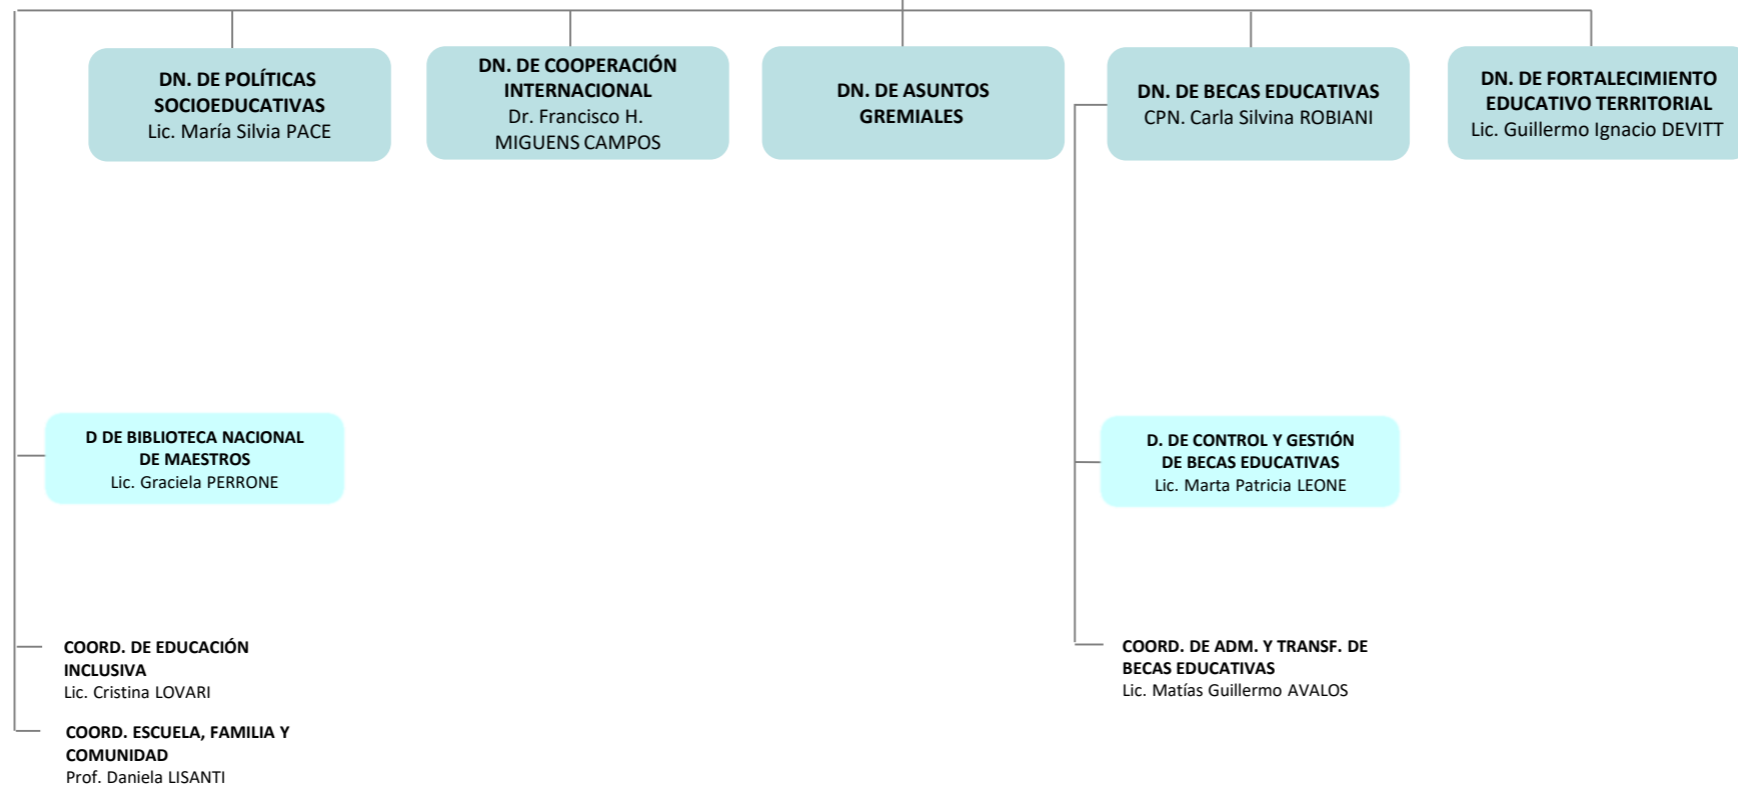 DN. DE POLÍTICAS
SOCIOEDUCATIVAS
Lic. María Silvia PACE
DN. DE COOPERACIÓN
INTERNACIONAL
Dr. Francisco H.
MIGUENS CAMPOS
DN. DE ASUNTOS
GREMIALES
DN. DE BECAS EDUCATIVAS
CPN. Carla Silvina ROBIANI
DN. DE FORTALECIMIENTO
EDUCATIVO TERRITORIAL
Lic. Guillermo Ignacio DEVITT
D DE BIBLIOTECA NACIONAL
DE MAESTROS
Lic. Graciela PERRONE
D. DE CONTROL Y GESTIÓN
DE BECAS EDUCATIVAS
Lic. Marta Patricia LEONE
COORD. DE EDUCACIÓN
INCLUSIVA
Lic. Cristina LOVARI
COORD. DE ADM. Y TRANSF. DE
BECAS EDUCATIVAS
Lic. Matías Guillermo AVALOS
COORD. ESCUELA, FAMILIA Y
COMUNIDAD
Prof. Daniela LISANTI